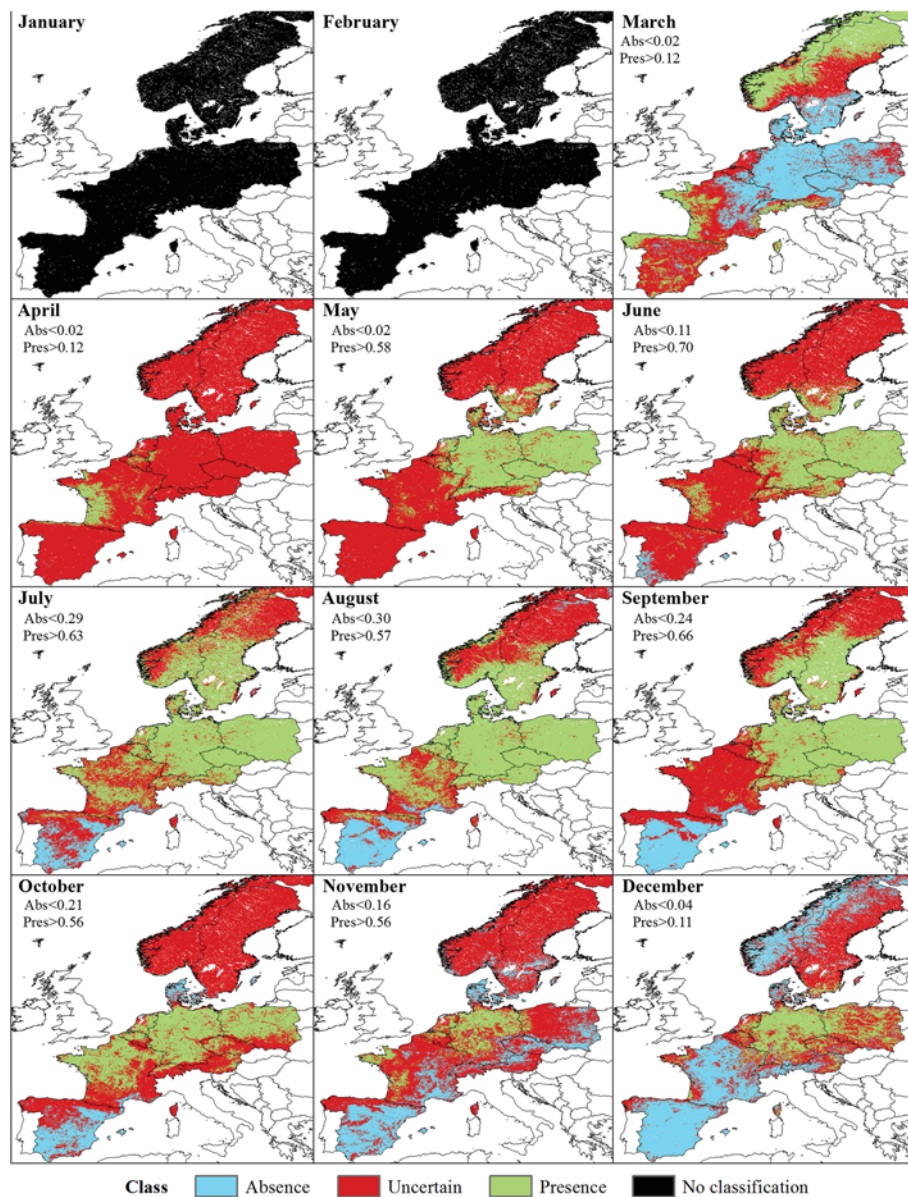 January
February
March
Abs<0.02
Pres>0.12
April
Abs<0.02
Pres>0.12
May
Abs<0.02
Pres>0.58
June
Abs<0.11
Pres>0.70
July
Abs<0.29
Pres>0.63
August
Abs<0.30
Pres>0.57
September
Abs<0.24
Pres>0.66
October
Abs<0.21
Pres>0.56
November
Abs<0.16
Pres>0.56
December
Abs<0.04
Pres>0.11
Class Absence Uncertain Presence No classification